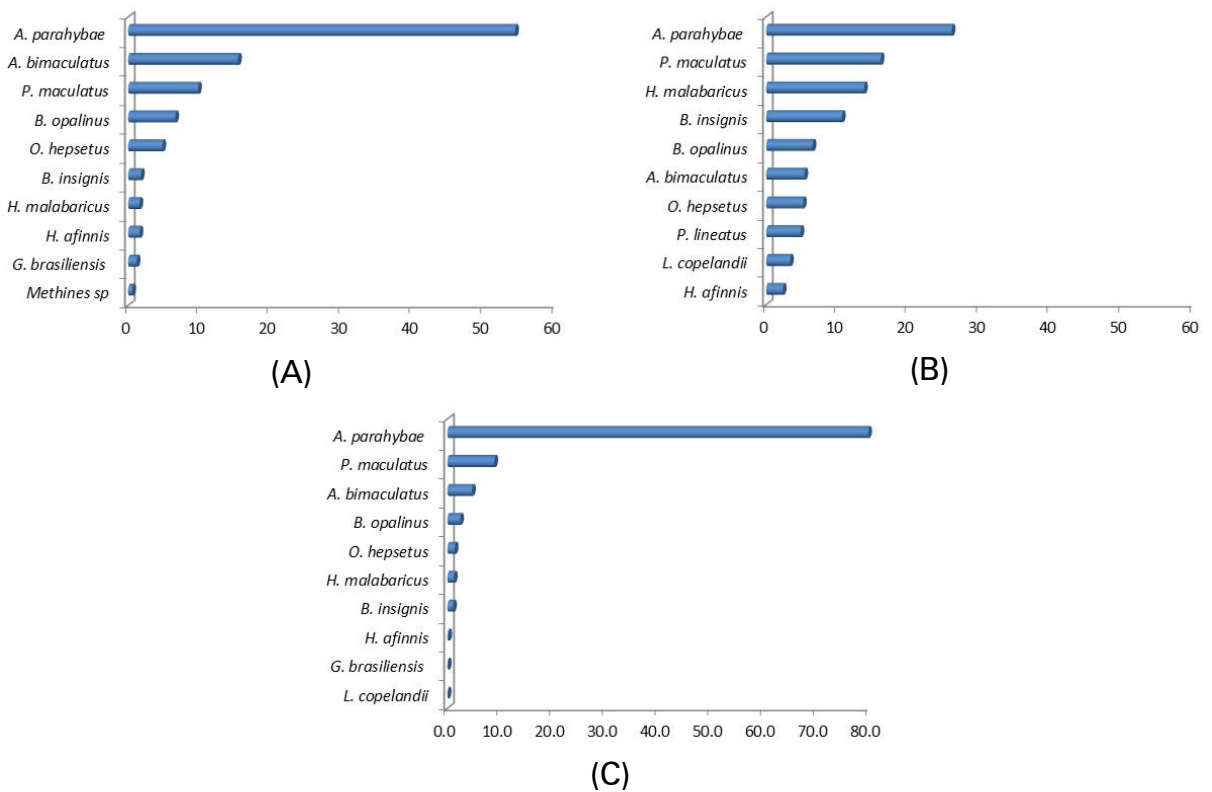 A. parahybae
A. bimaculatus
P. maculatus
B. opalinus
O. hepsetus
B. insignis
H. malabaricus
H. afinnis
G. brasiliensis
Methines sp
0 10 20 30 40 50 60
(A)
A. parahybae
P. maculatus
H. malabaricus
B. insignis
B. opalinus
A. bimaculatus
O. hepsetus
P. lineatus
L. copelandii
H. afinnis
0 10 20 30 40 50 60
(B)
A. parahybae
P. maculatus
A. bimaculatus
B. opalinus
O. hepsetus
H. malabaricus
B. insignis
H. afinnis
G. brasiliensis
L. copelandii
0.0 10.0 20.0 30.0 40.0 50.0 60.0 70.0 80.0
(C)